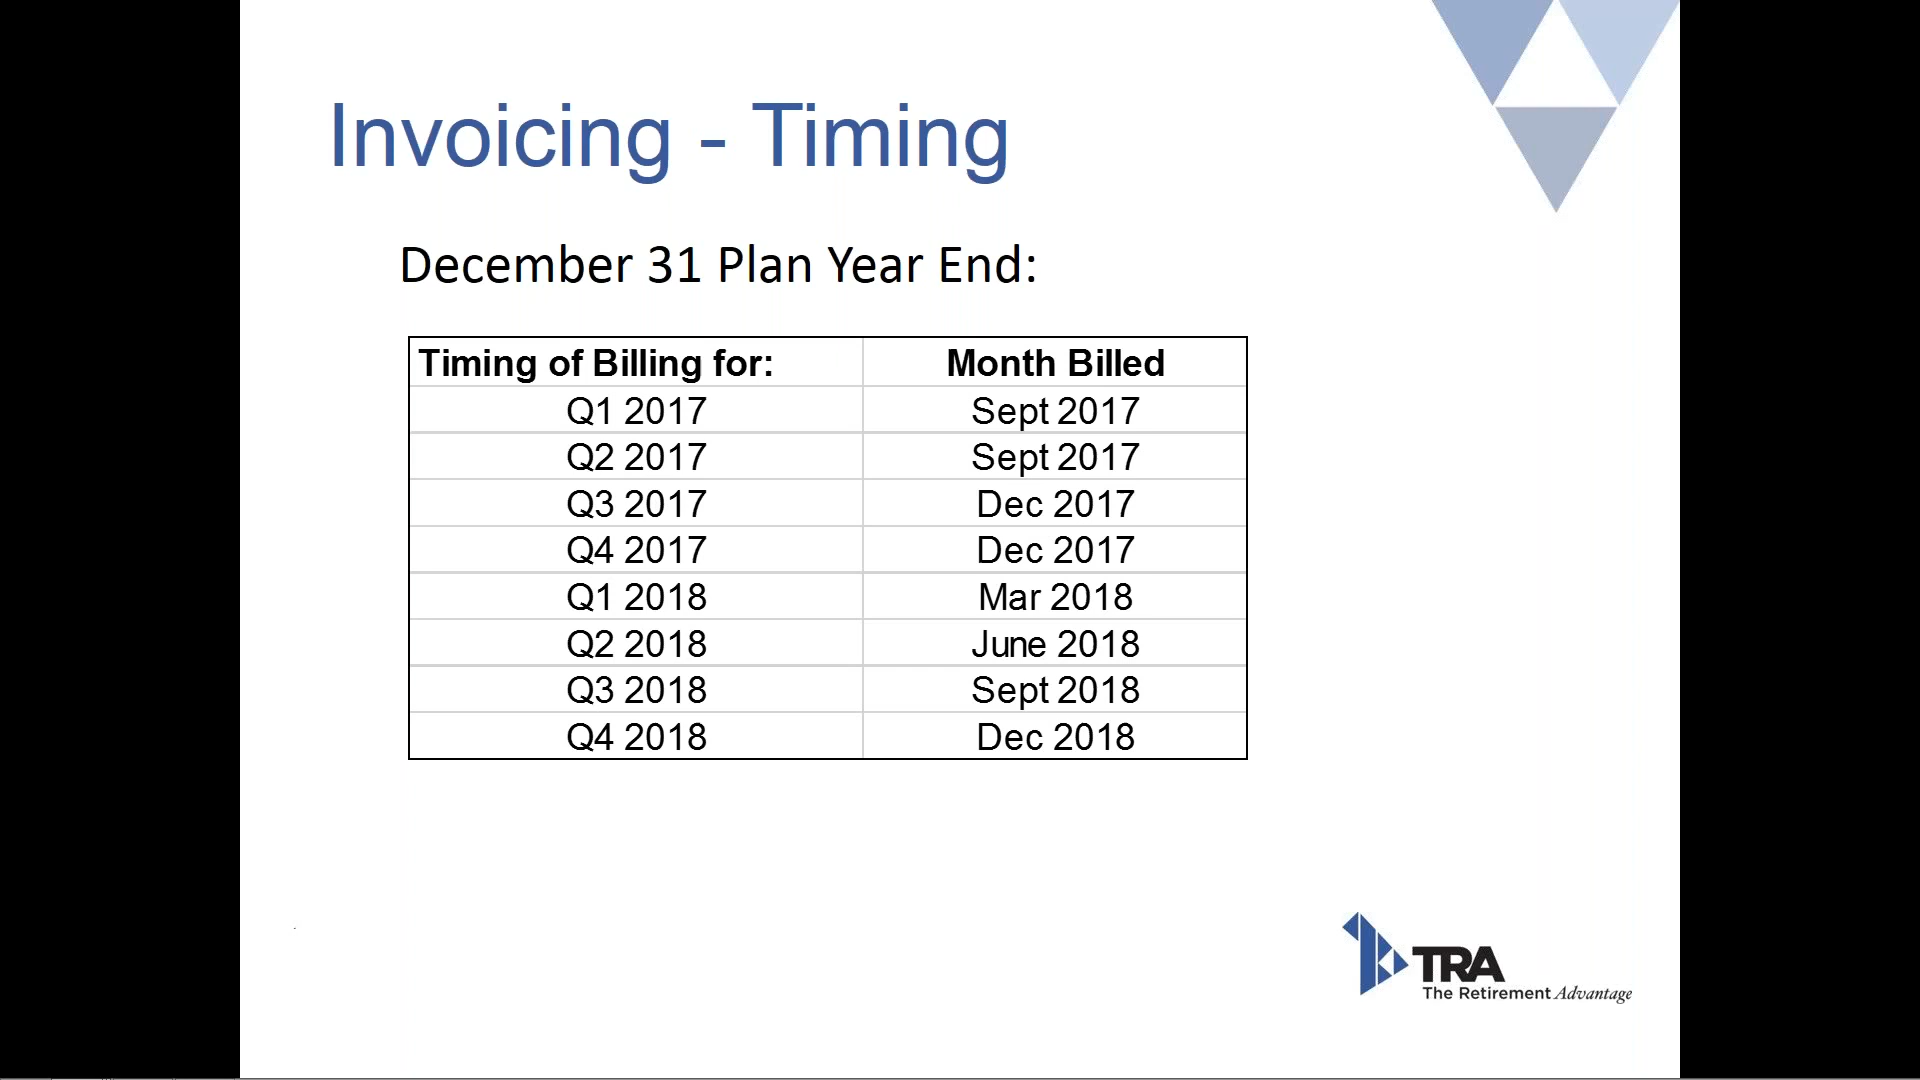 Invoicing - Timing
December 31 Plan Year End:
Timing of Billing for: Month Billed
Q1 2017 Sept 2017
Q2 2017 Sept 2017
Q3 2017 Dec 2017
Q4 2017 Dec 2017
Q1 2018 Mar 2018
Q2 2018 June 2018
Q3 2018 Sept 2018
Q4 2018 Dec 2018
TRA
The Retirement Advantage